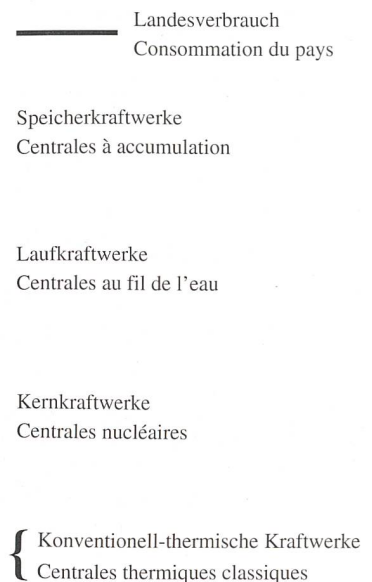 Landesverbrauch
Consommation du pays
Speicherkraftwerke
Centrales à accumulation
Laufkraftwerke
Centrales au fil de l'eau
Kernkraftwerke
Centrales nucléaires
Konventionell-thermische Kraftwerke
Centrales thermiques classiques